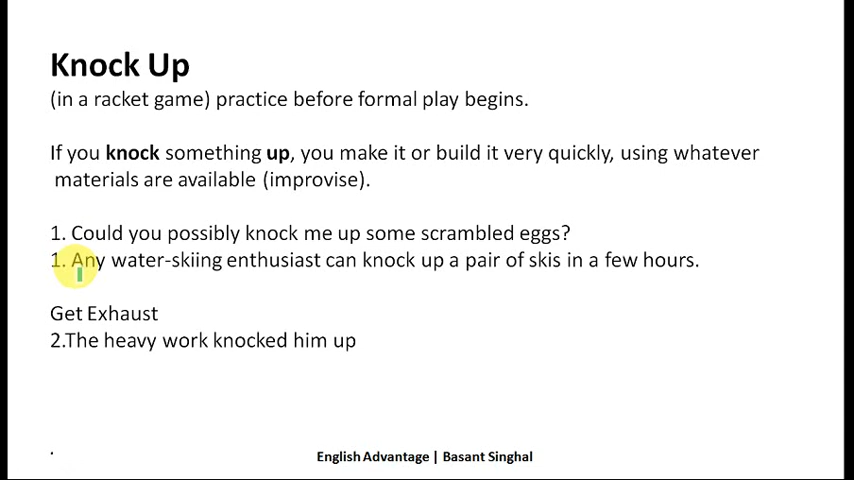 Knock Up
(in a racket game) practice before formal play begins.
If you knock something up, you make it or build it very quickly, using whatever
materials are available (improvise).
1. Could you possibly knock me up some scrambled eggs?
1. Any water-skiing enthusiast can knock up a pair of skis in a few hours.
Get Exhaust
2.The heavy work knocked him up
.
English Advantage | Basant Singhal